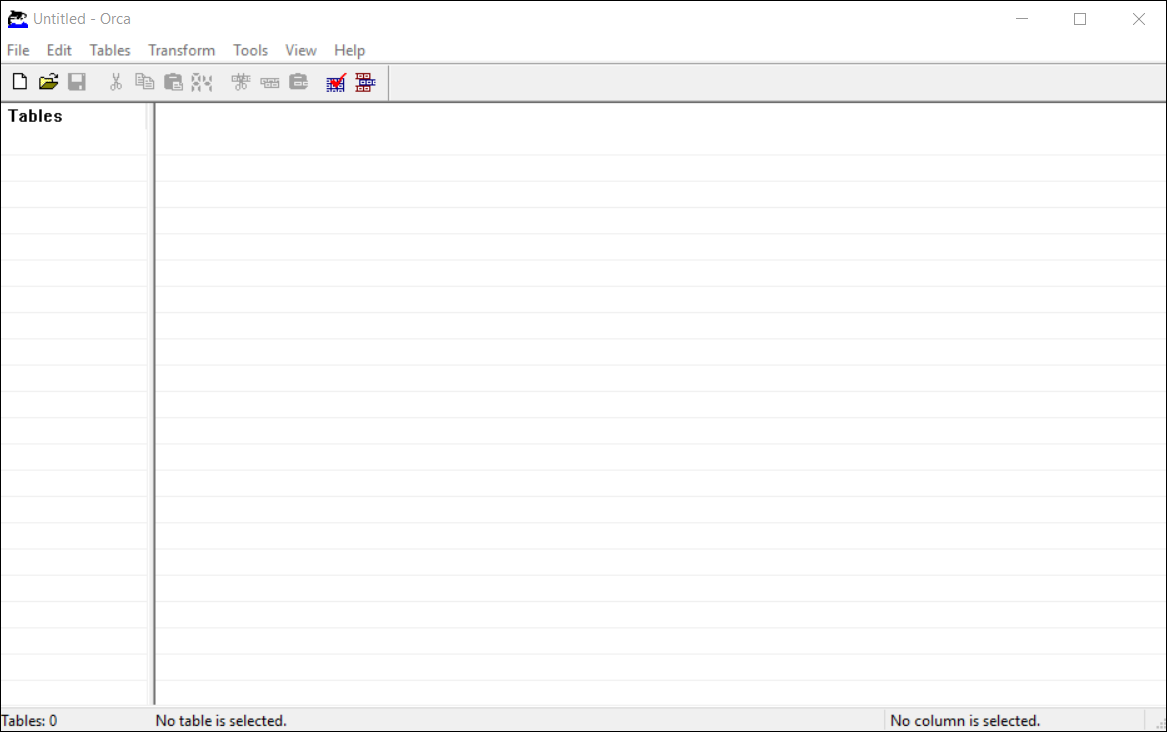 Untitled - Orca
File Edit Tables Transform Tools View Help
Tables
Tables: 0 No table is selected. No column is selected.